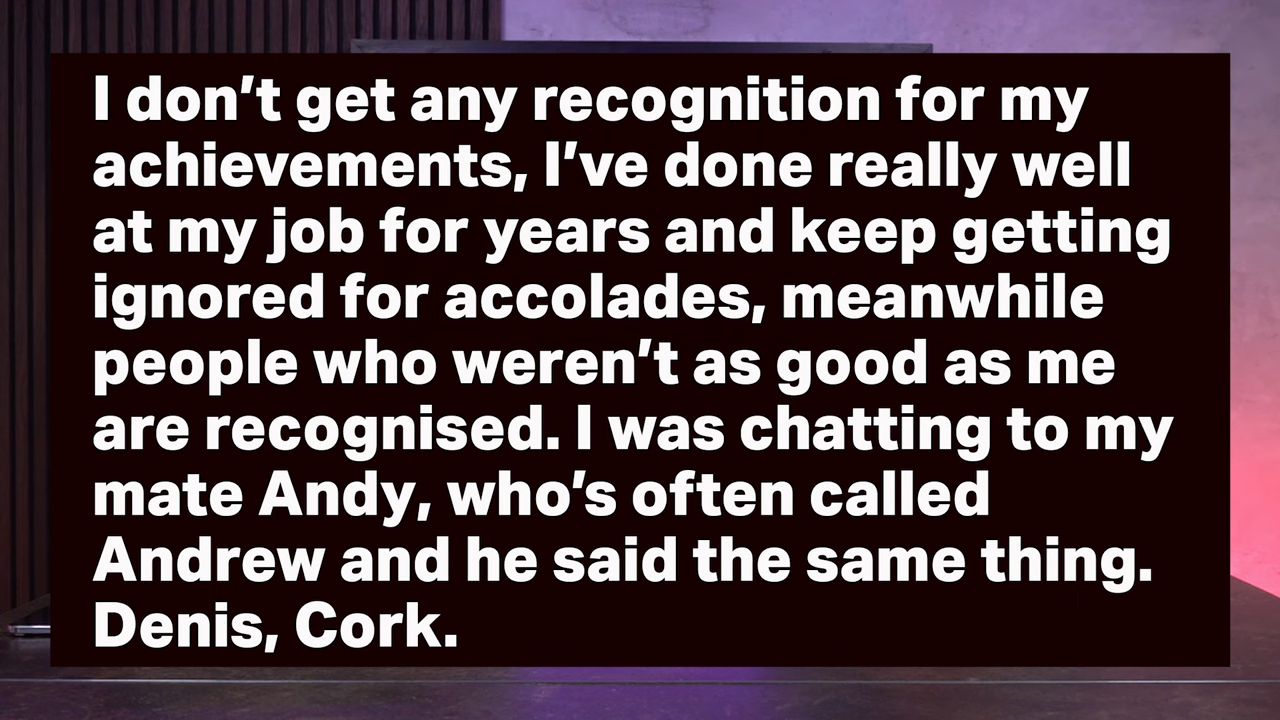 I don’t get any recognition for my
achievements, I’ve done really well
at my job for years and keep getting
ignored for accolades, meanwhile
people who weren’t as good as me
are recognised. I was chatting to my
mate Andy, who’s often called
Andrew and he said the same thing.
Denis, Cork.